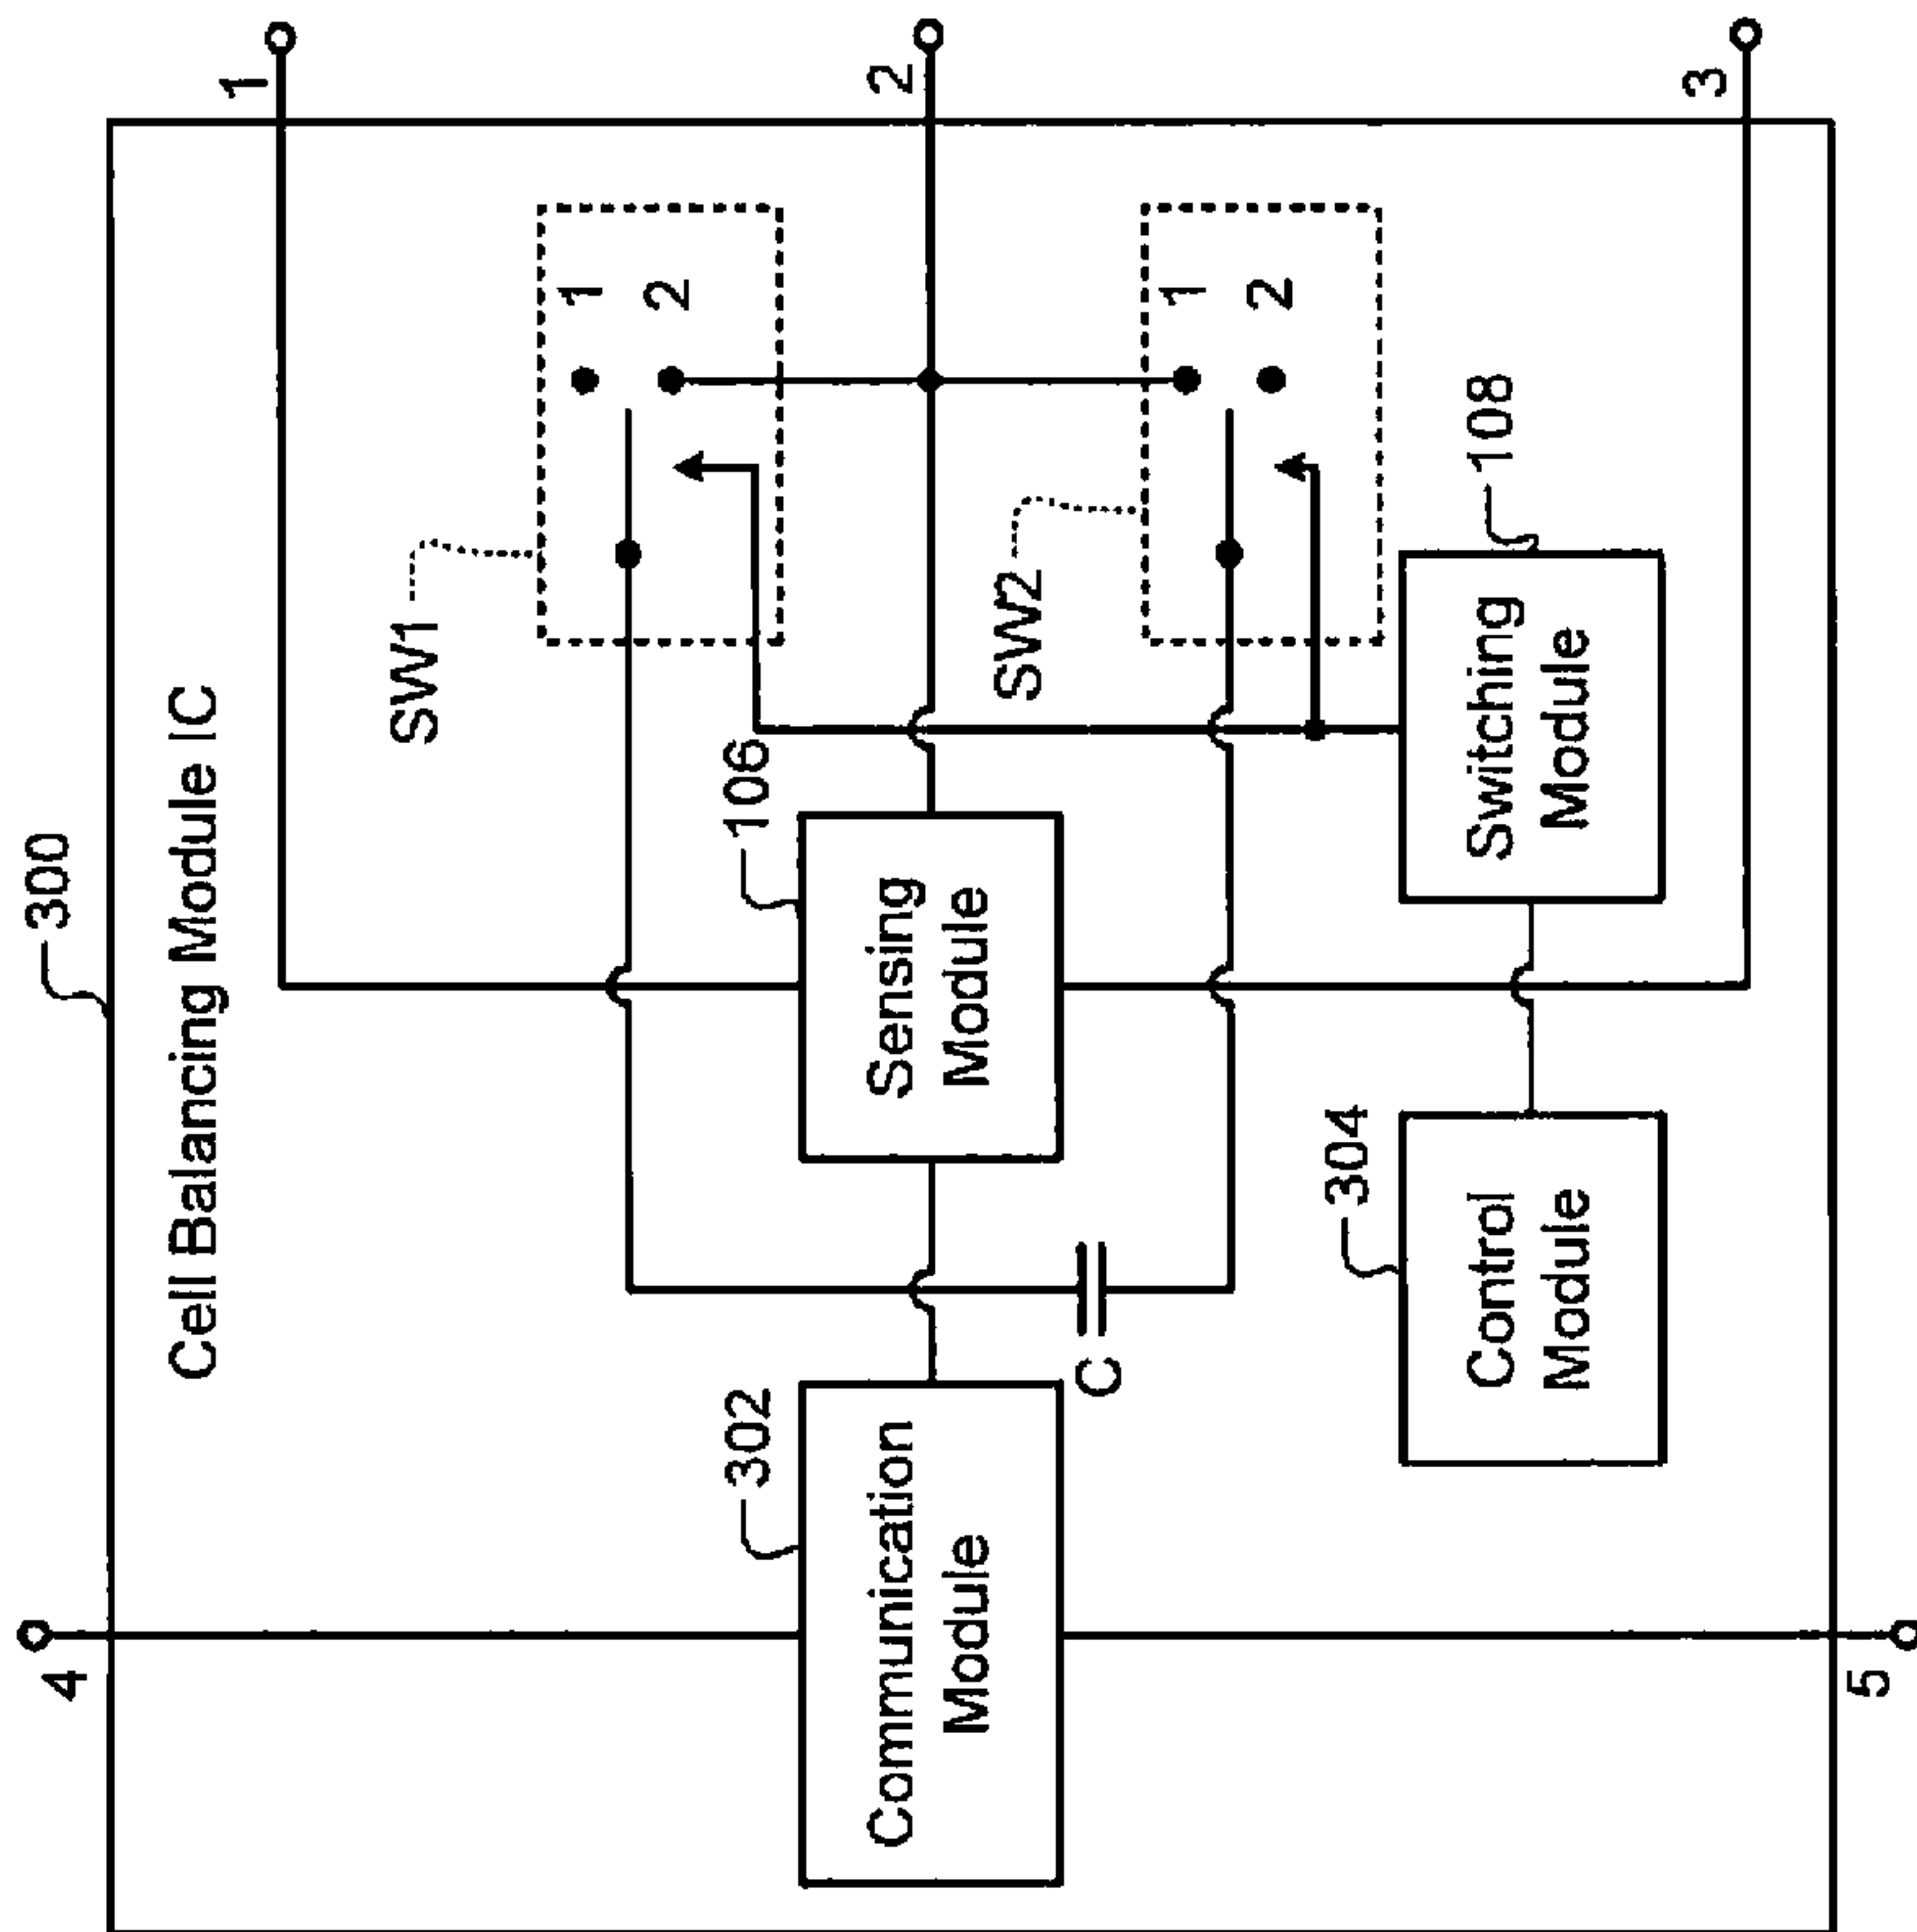 300
Cell Balancing Module IC
4
302
Communication
Module
5
C
106
Sensing
Module
304
Control
Module
108
Switching
Module
SW1
1
2
SW2
1
2
1
2
3